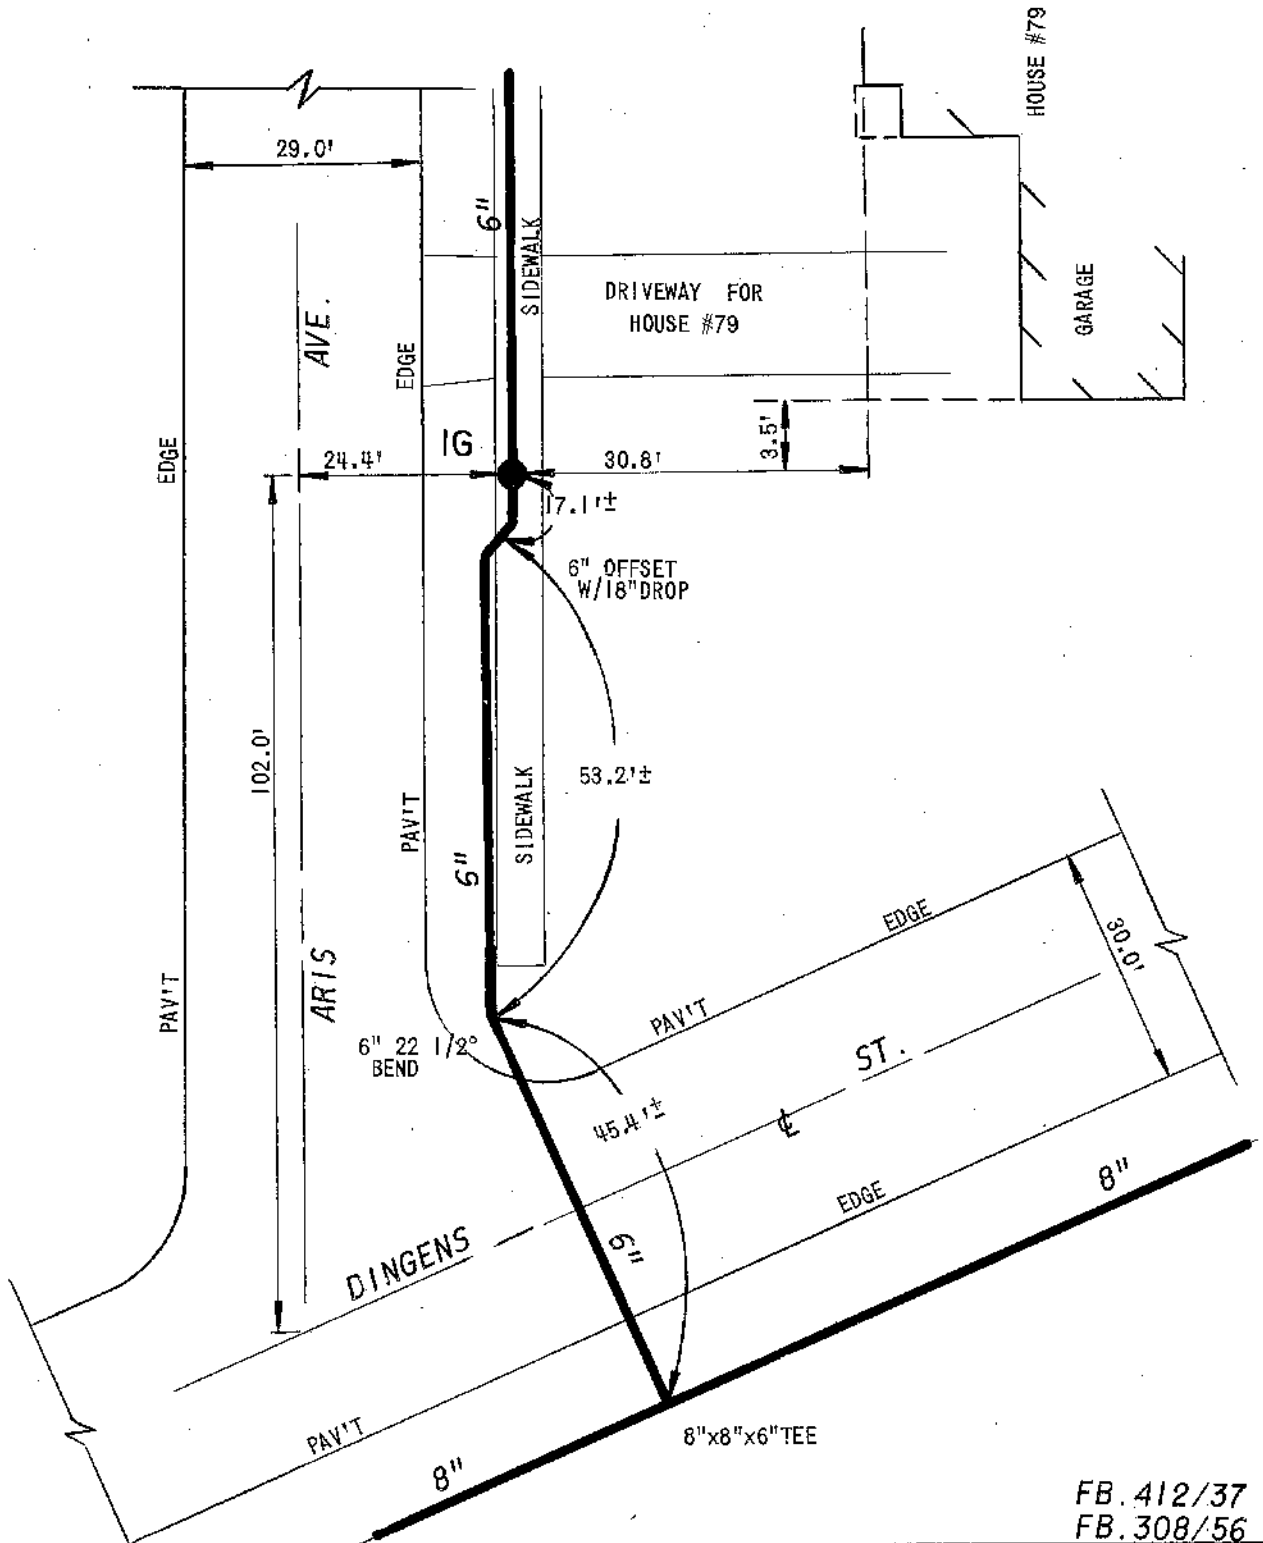 HOUSE #79
29.0'
6"
SIDEWALK
DRIVEWAY FOR
HOUSE #79
GARAGE
AVE.
EDGE
EDGE
1G
24.4'
30.8'
3.5'
17.1'±
6" OFFSET
W/18"DROP
102.0'
53.2'±
PAV'T
6"
SIDEWALK
EDGE
30.0'
PAV'T
ARIS
PAV'T
6" 22 1/2°
BEND
ST.
45.4'±
℄
8"
EDGE
DINGENS
6"
PAV'T
8"
8"x8"x6"TEE
FB.412/37
FB.308/56